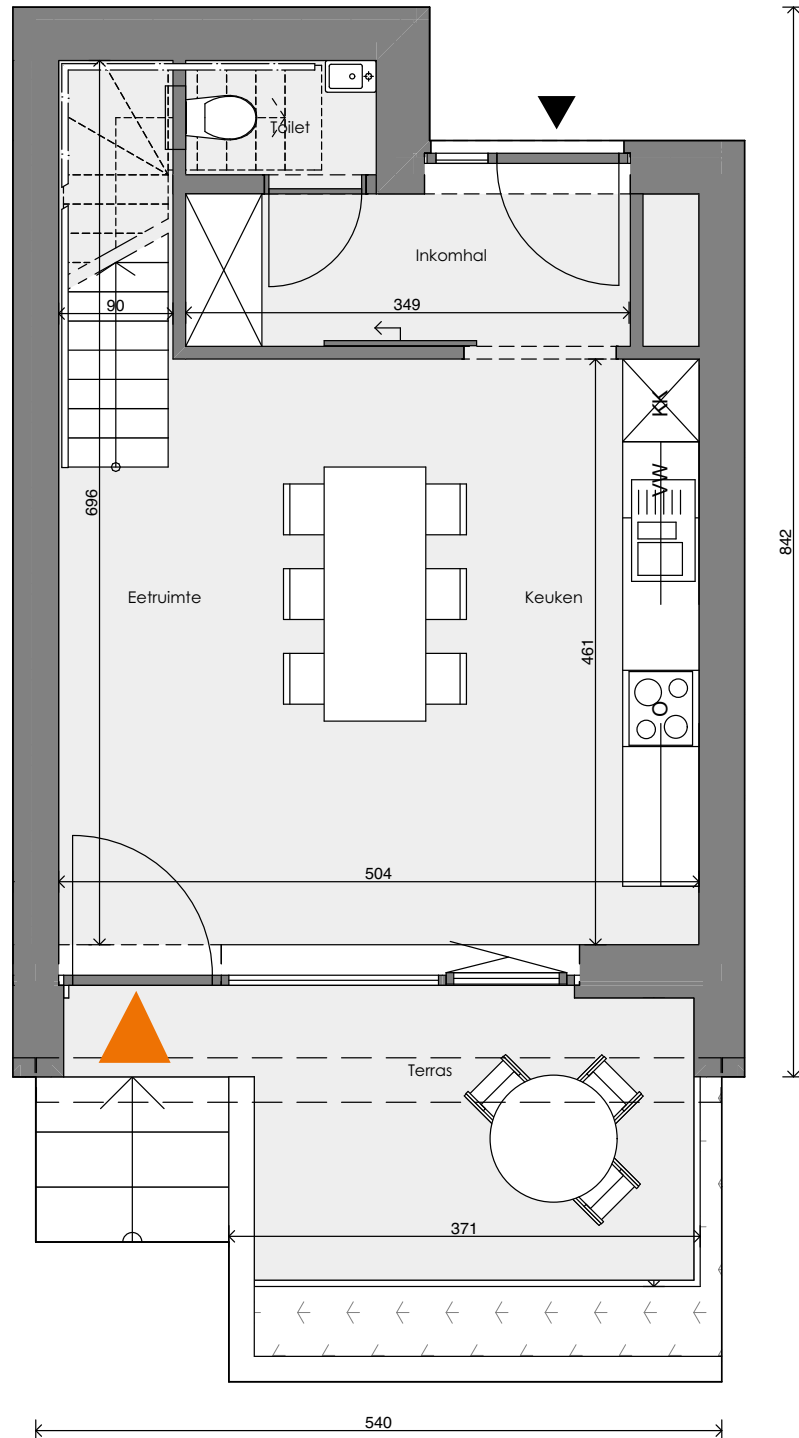 Toilet
Inkomhal
90
349
KK
VW
696
842
Eetruimte
Keuken
461
O
504
Terras
371
540